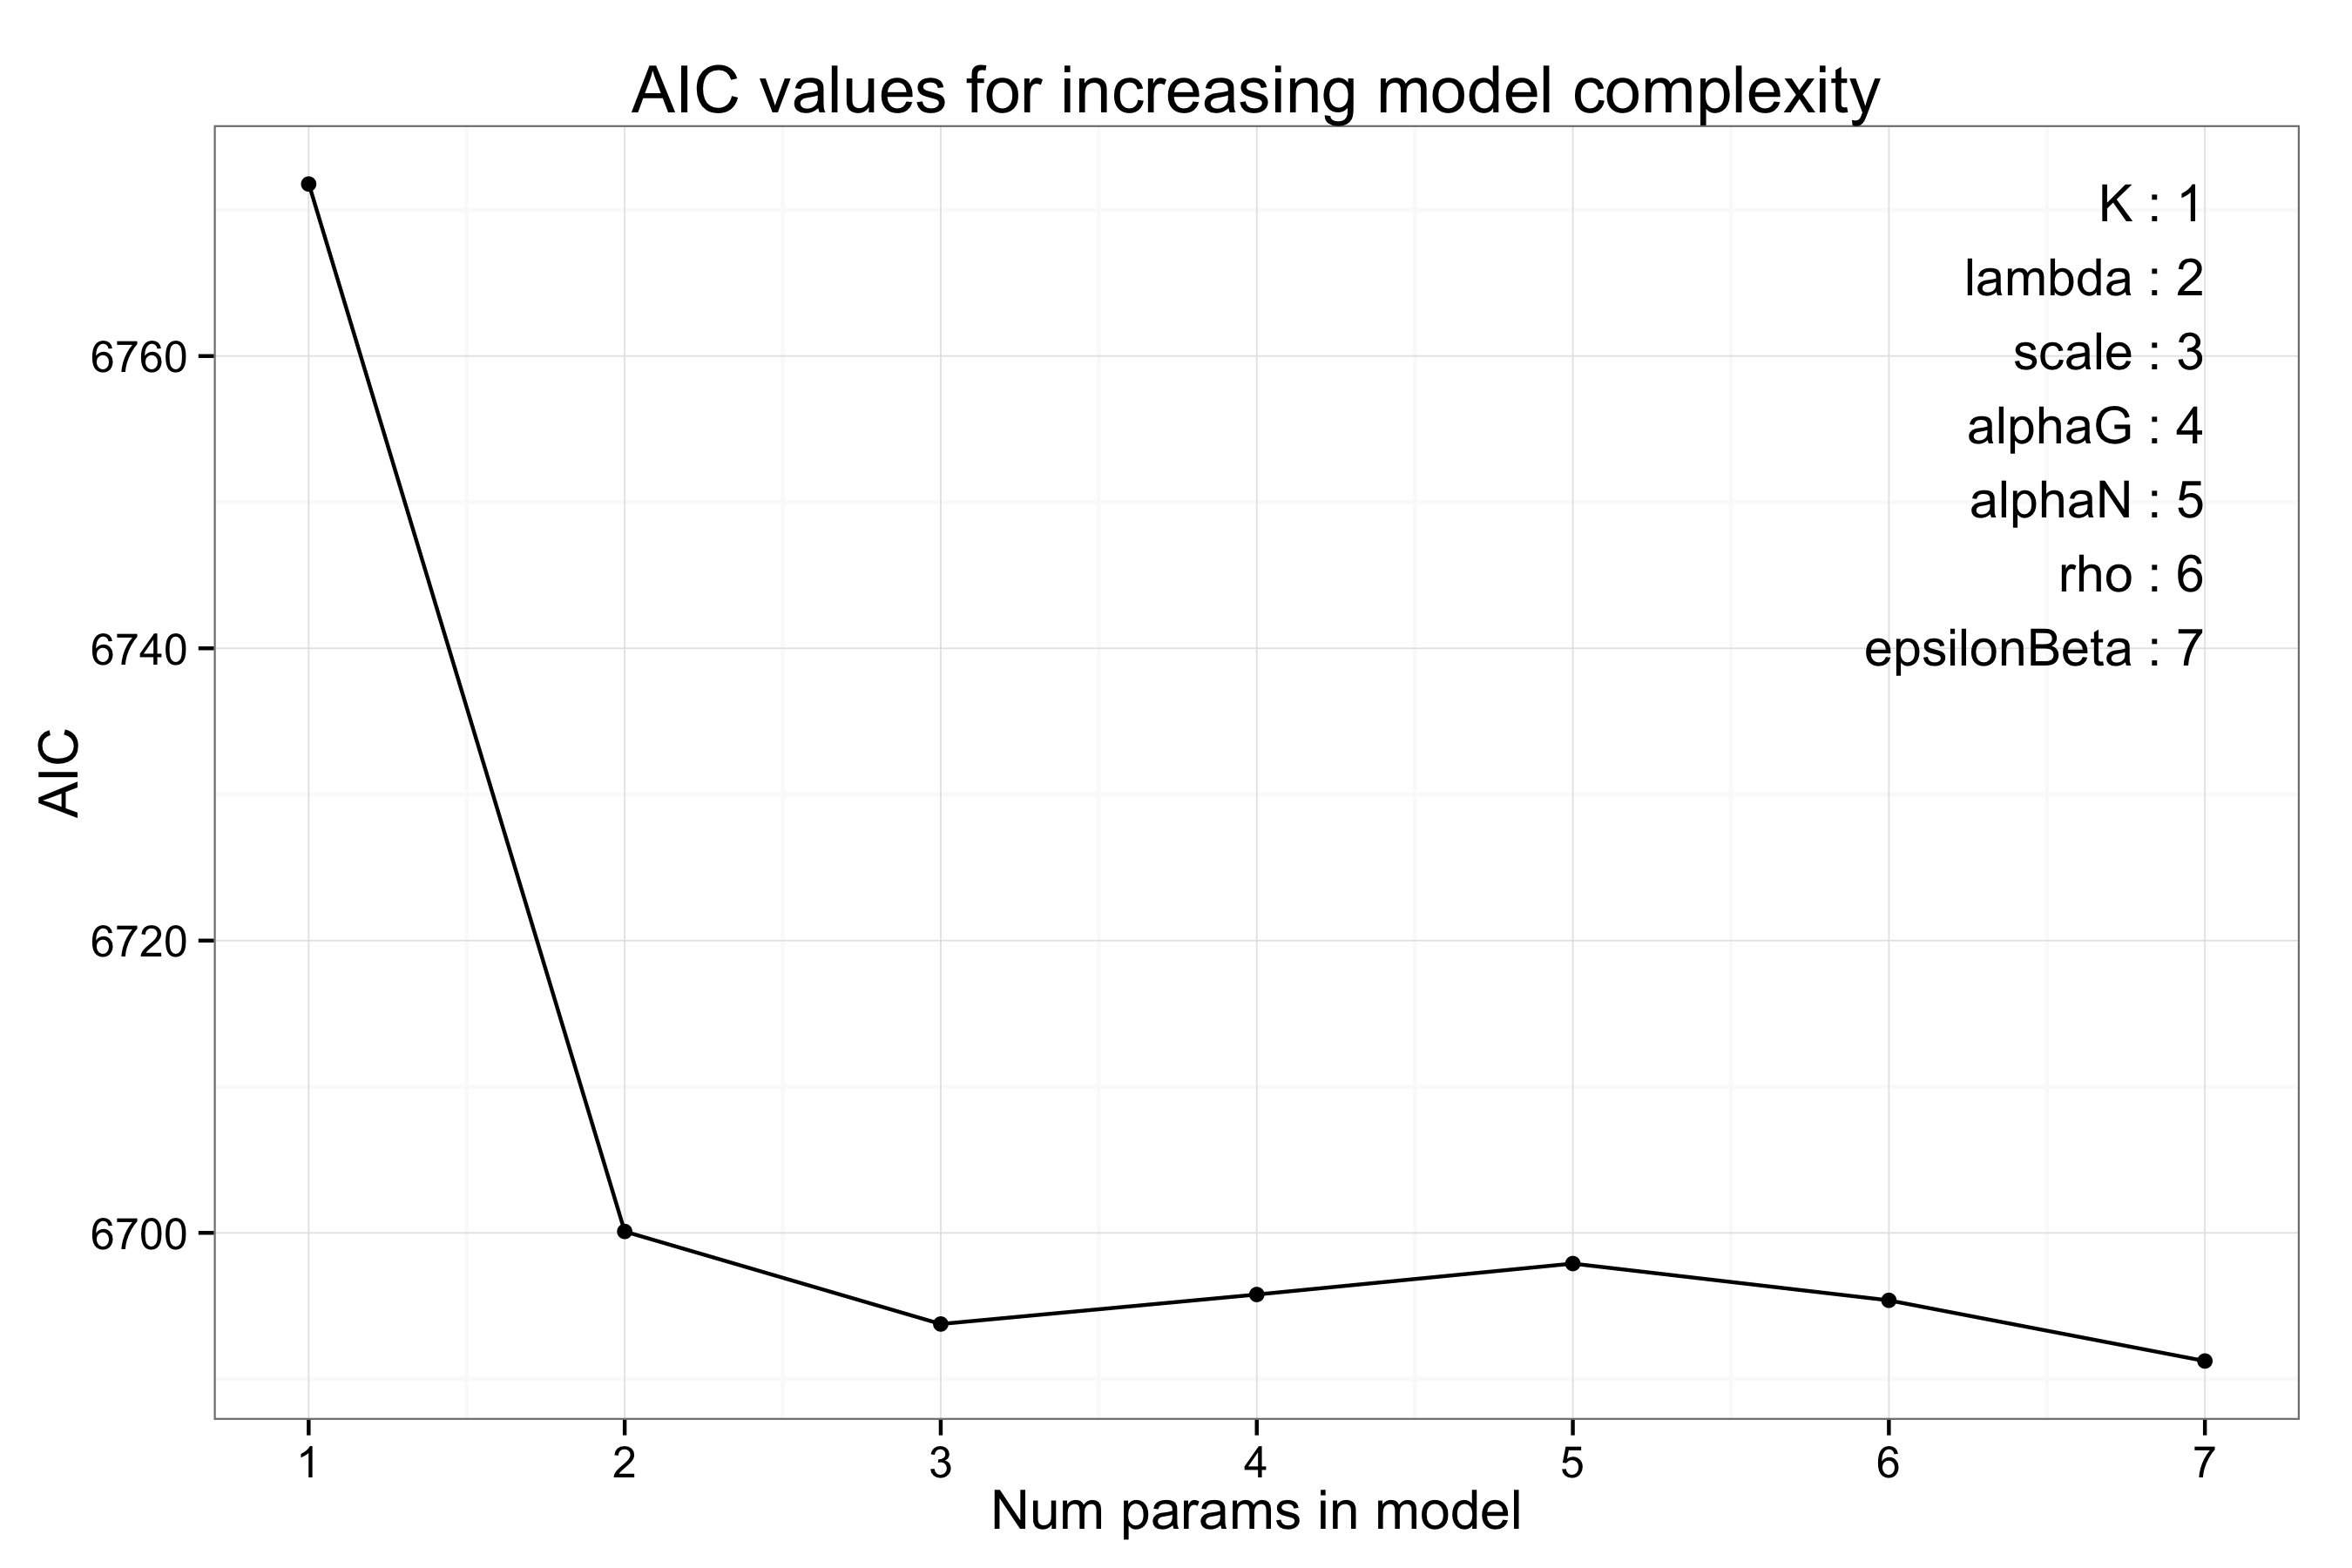 AIC values for increasing model complexity
K : 1
lambda : 2
scale : 3
alphaG : 4
alphaN : 5
rho : 6
epsilonBeta : 7
6760
6740
6720
6700
AIC
1 2 3 4 5 6 7
Num params in model